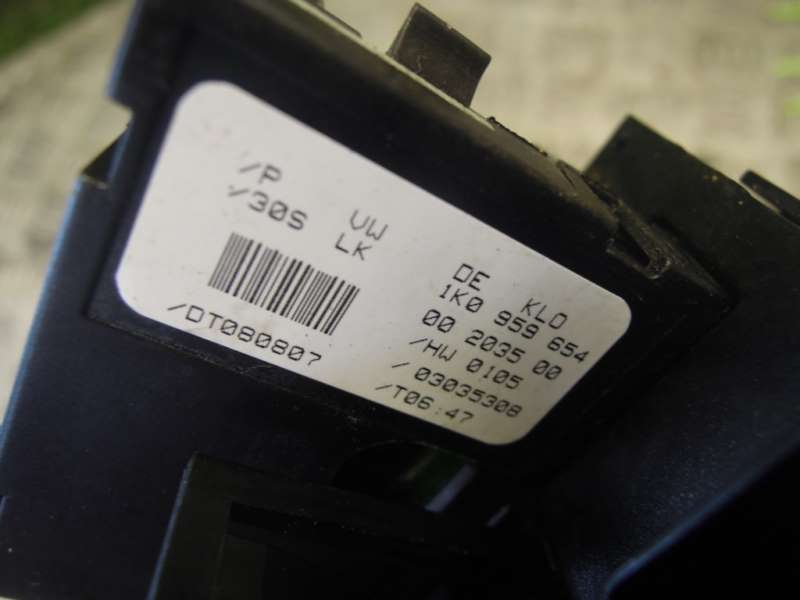 /P VW DE KLO
/30S LK 1K0 959 654
00 2035 00
/HW 0105
/ 03035308
/DT080807 /T06:47